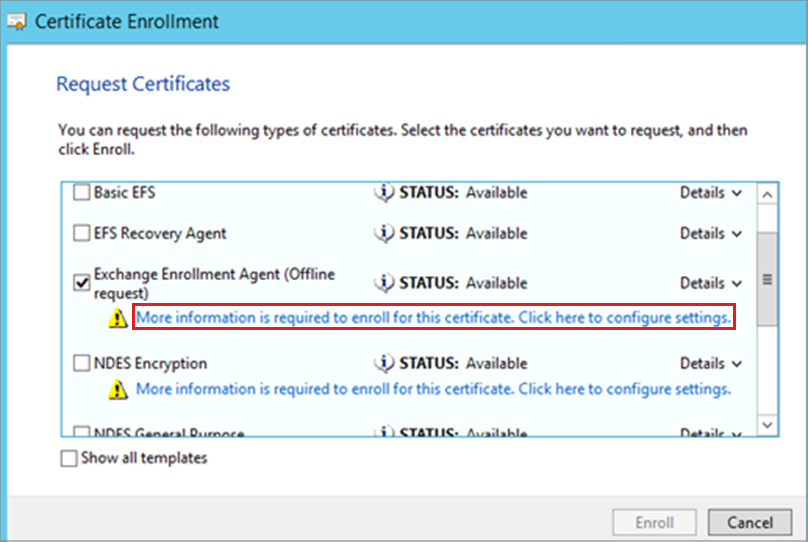 Certificate Enrollment
Request Certificates
You can request the following types of certificates. Select the certificates you want to request, and then
click Enroll.
Basic EFS STATUS: Available Details
EFS Recovery Agent STATUS: Available Details
Exchange Enrollment Agent (Offline
request) STATUS: Available Details
More information is required to enroll for this certificate. Click here to configure settings.
NDES Encryption STATUS: Available Details
More information is required to enroll for this certificate. Click here to configure settings.
NDES General Purpose STATUS: Available Details
Show all templates
Enroll Cancel